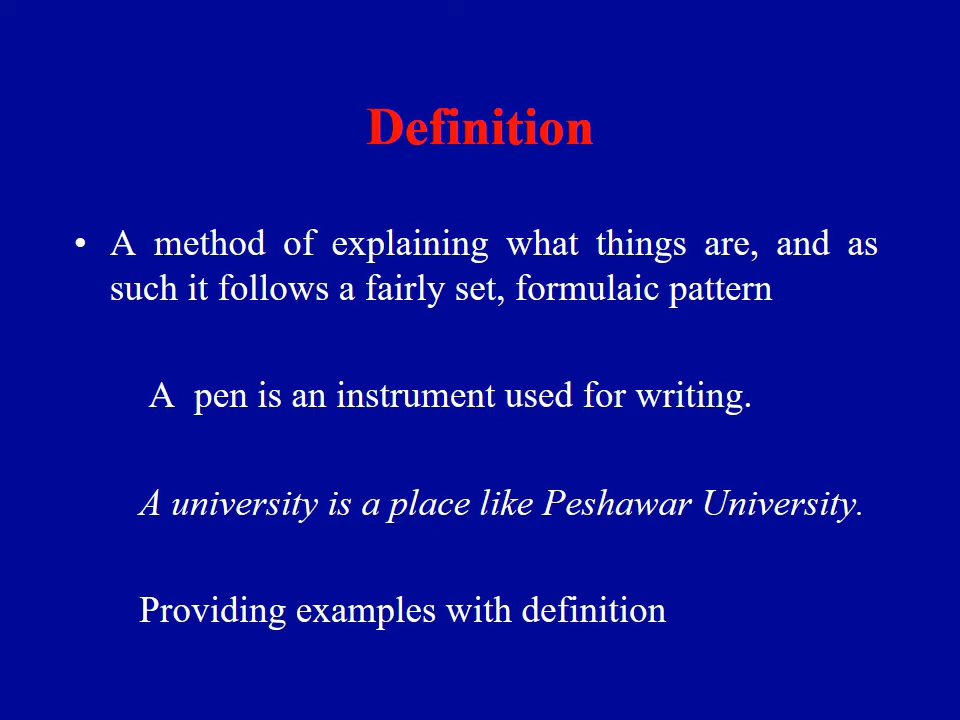 Definition
• A method of explaining what things are, and as
such it follows a fairly set, formulaic pattern
A pen is an instrument used for writing.
A university is a place like Peshawar University.
Providing examples with definition